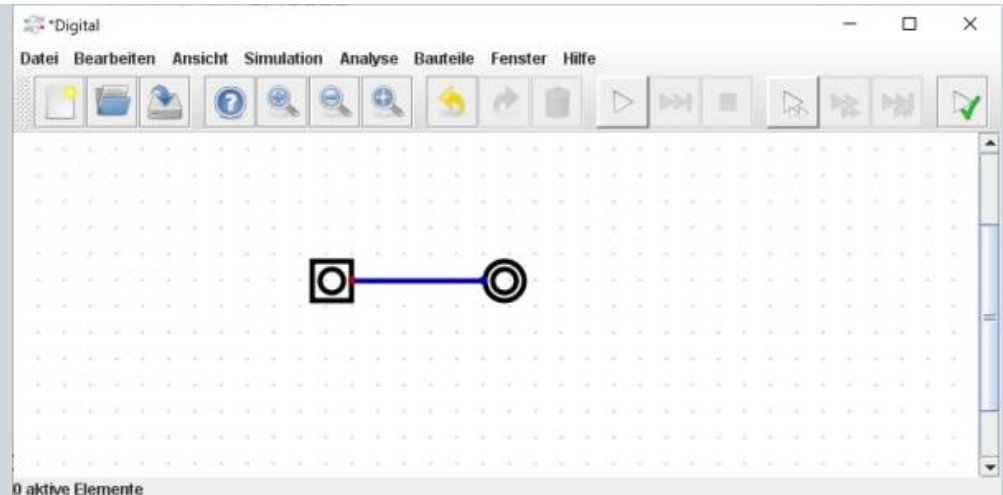 *Digital
Datei Bearbeiten Ansicht Simulation Analyse Bauteile Fenster Hilfe
0 aktive Elemente